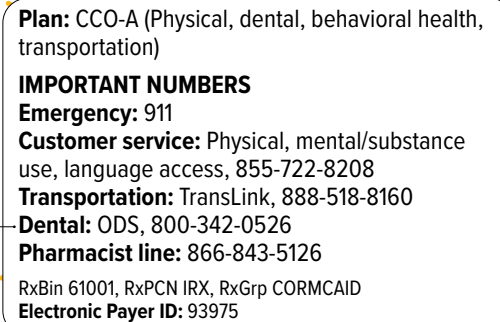 Plan: CCO-A (Physical, dental, behavioral health,
transportation)
IMPORTANT NUMBERS
Emergency: 911
Customer service: Physical, mental/substance
use, language access, 855-722-8208
Transportation: TransLink, 888-518-8160
Dental: ODS, 800-342-0526
Pharmacist line: 866-843-5126
RxBin 61001, RxPCN IRX, RxGrp CORMCAID
Electronic Payer ID: 93975